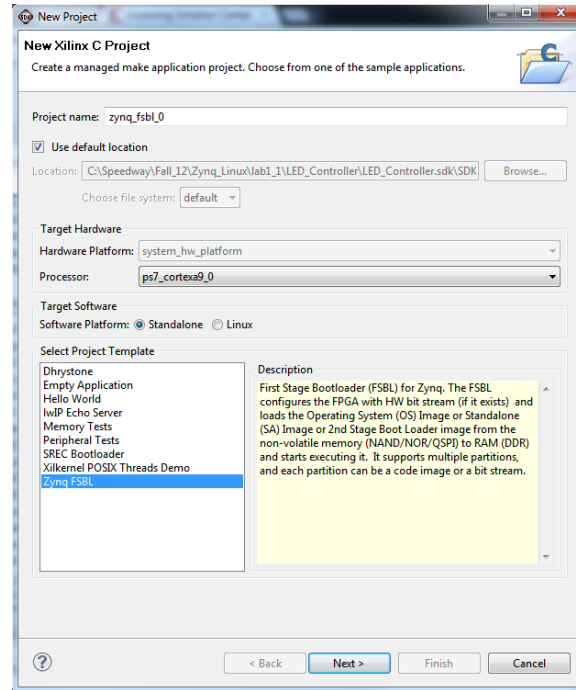 New Project
New Xilinx C Project
Create a managed make application project. Choose from one of the sample applications.
C
Project name: zynq_fsbl_0
Use default location
Location: C:\Speedway\Fall_12\Zynq_Linux\lab1_1\LED_Controller\LED_Controller.sdk\SDK Browse...
Choose file system: default
Target Hardware
Hardware Platform: system_hw_platform
Processor: ps7_cortexa9_0
Target Software
Software Platform: Standalone Linux
Select Project Template
Dhrystone
Empty Application
Hello World
lwIP Echo Server
Memory Tests
Peripheral Tests
SREC Bootloader
Xilkernel POSIX Threads Demo
Zynq FSBL
Description
First Stage Bootloader (FSBL) for Zynq. The FSBL
configures the FPGA with HW bit stream (if it exists) and
loads the Operating System (OS) Image or Standalone
(SA) Image or 2nd Stage Boot Loader image from the
non-volatile memory (NAND/NOR/QSPI) to RAM (DDR)
and starts executing it. It supports multiple partitions,
and each partition can be a code image or a bit stream.
? < Back Next > Finish Cancel